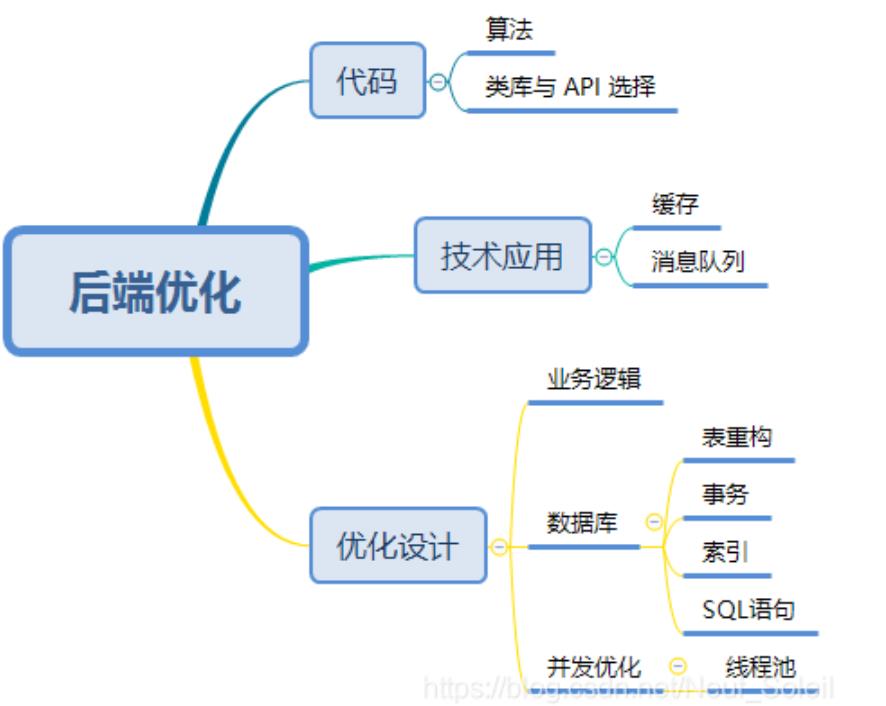 后端优化
代码
算法
类库与 API 选择
技术应用
缓存
消息队列
优化设计
业务逻辑
数据库
表重构
事务
索引
SQL语句
并发优化
线程池
https://blog.csdn.net/Neuf_Soleil